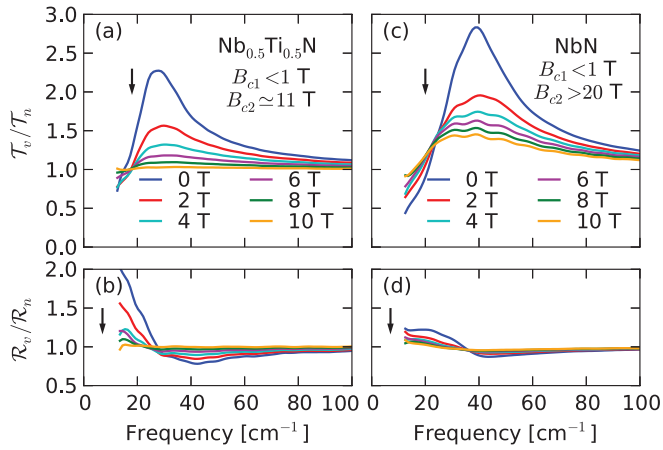 (a)
Nb0.5Ti0.5N
Bc1<1 T
Bc2≃11 T
0 T
2 T
4 T
6 T
8 T
10 T
3.0
2.5
2.0
1.5
1.0
0.5
0.0
𝒯v/𝒯n
(c)
NbN
Bc1<1 T
Bc2>20 T
0 T
2 T
4 T
6 T
8 T
10 T
(b)
2.0
1.5
1.0
0.5
ℛv/ℛn
0 20 40 60 80 100
Frequency [cm−1]
(d)
0 20 40 60 80 100
Frequency [cm−1]